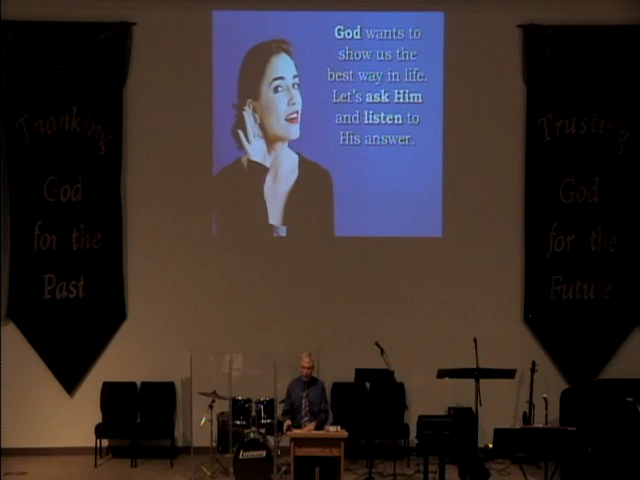 God wants to
show us the
best way in life.
Let's ask Him
and listen to
His answer.
Thanking
God
for the
Past
Trusting
God
for the
Future
Ludwig